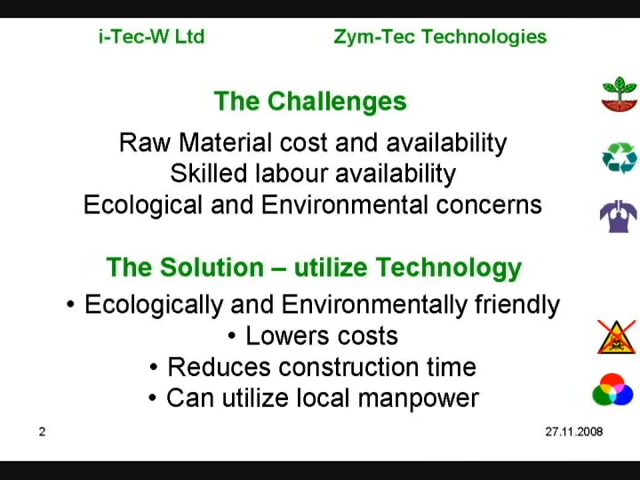 i-Tec-W Ltd Zym-Tec Technologies
The Challenges
Raw Material cost and availability
Skilled labour availability
Ecological and Environmental concerns
The Solution – utilize Technology
• Ecologically and Environmentally friendly
• Lowers costs
• Reduces construction time
• Can utilize local manpower
2 27.11.2008